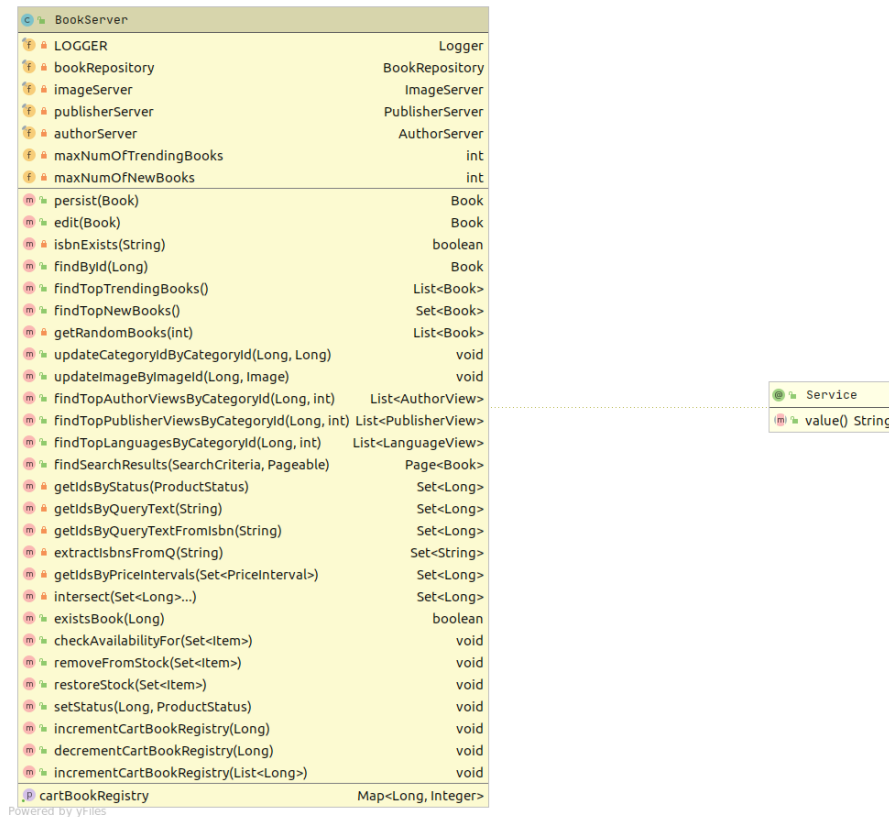 BookServer
LOGGER Logger
bookRepository BookRepository
imageServer ImageServer
publisherServer PublisherServer
authorServer AuthorServer
maxNumOfTrendingBooks int
maxNumOfNewBooks int
persist(Book) Book
edit(Book) Book
isbnExists(String) boolean
findById(Long) Book
findTopTrendingBooks() List<Book>
findTopNewBooks() Set<Book>
getRandomBooks(int) List<Book>
updateCategoryIdByCategoryId(Long, Long) void
updateImageByImageId(Long, Image) void
findTopAuthorViewsByCategoryId(Long, int) List<AuthorView>
findTopPublisherViewsByCategoryId(Long, int) List<PublisherView>
findTopLanguagesByCategoryId(Long, int) List<LanguageView>
findSearchResults(SearchCriteria, Pageable) Page<Book>
getIdsByStatus(ProductStatus) Set<Long>
getIdsByQueryText(String) Set<Long>
getIdsByQueryTextFromIsbn(String) Set<Long>
extractIsbnsFromQ(String) Set<String>
getIdsByPriceIntervals(Set<PriceInterval>) Set<Long>
intersect(Set<Long>...) Set<Long>
existsBook(Long) boolean
checkAvailabilityFor(Set<Item>) void
removeFromStock(Set<Item>) void
restoreStock(Set<Item>) void
setStatus(Long, ProductStatus) void
incrementCartBookRegistry(Long) void
decrementCartBookRegistry(Long) void
incrementCartBookRegistry(List<Long>) void
cartBookRegistry Map<Long, Integer>
Powered by yFiles
Service
value() String